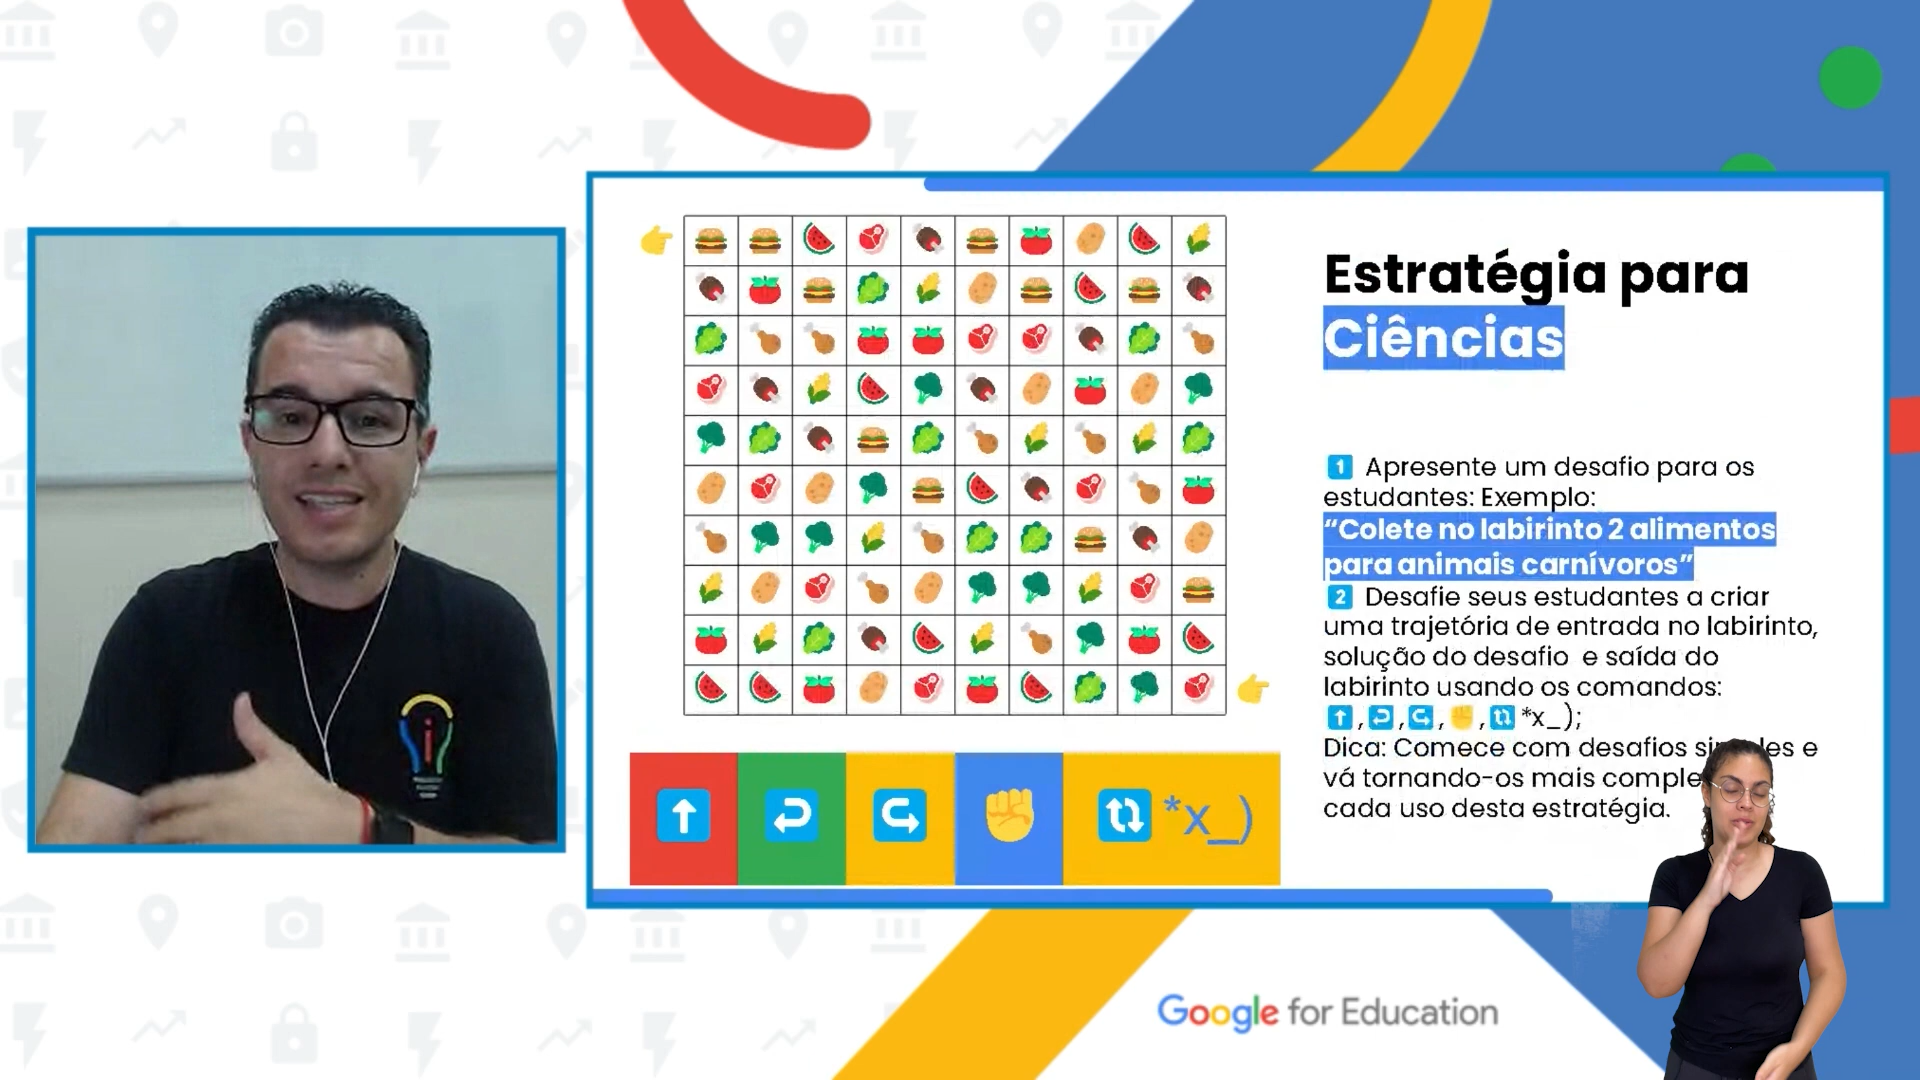 Estratégia para
Ciências
1 Apresente um desafio para os
estudantes: Exemplo:
“Colete no labirinto 2 alimentos
para animais carnívoros”
2 Desafie seus estudantes a criar
uma trajetória de entrada no labirinto,
solução do desafio e saída do
labirinto usando os comandos:
⬆️,↩️,↪️,✊,🔃 *x_);
Dica: Comece com desafios e
vá tornando-os mais
cada uso desta estratégia.
*x_)
Google for Education